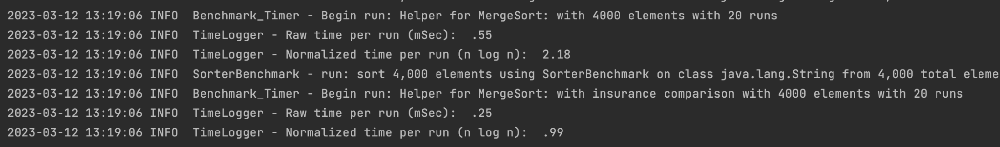 2023-03-12 13:19:06 INFO  Benchmark_Timer - Begin run: Helper for MergeSort: with 4000 elements with 20 runs
2023-03-12 13:19:06 INFO  TimeLogger - Raw time per run (mSec):  .55
2023-03-12 13:19:06 INFO  TimeLogger - Normalized time per run (n log n):  2.18
2023-03-12 13:19:06 INFO  SorterBenchmark - run: sort 4,000 elements using SorterBenchmark on class java.lang.String from 4,000 total eleme
2023-03-12 13:19:06 INFO  Benchmark_Timer - Begin run: Helper for MergeSort: with insurance comparison with 4000 elements with 20 runs
2023-03-12 13:19:06 INFO  TimeLogger - Raw time per run (mSec):  .25
2023-03-12 13:19:06 INFO  TimeLogger - Normalized time per run (n log n):  .99